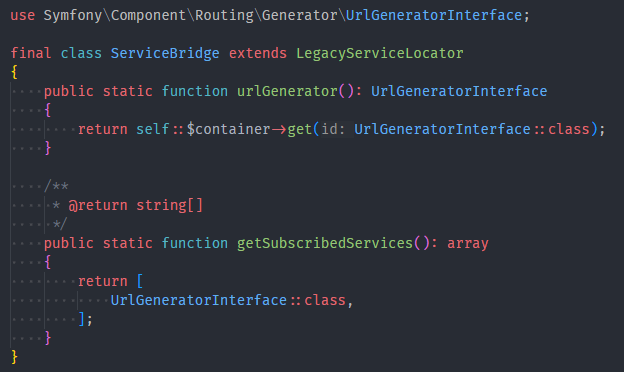 use Symfony\Component\Routing\Generator\UrlGeneratorInterface;
final class ServiceBridge extends LegacyServiceLocator
{
    public static function urlGenerator(): UrlGeneratorInterface
    {
        return self::$container->get(id: UrlGeneratorInterface::class);
    }
    /**
     * @return string[]
     */
    public static function getSubscribedServices(): array
    {
        return [
            UrlGeneratorInterface::class,
        ];
    }
}